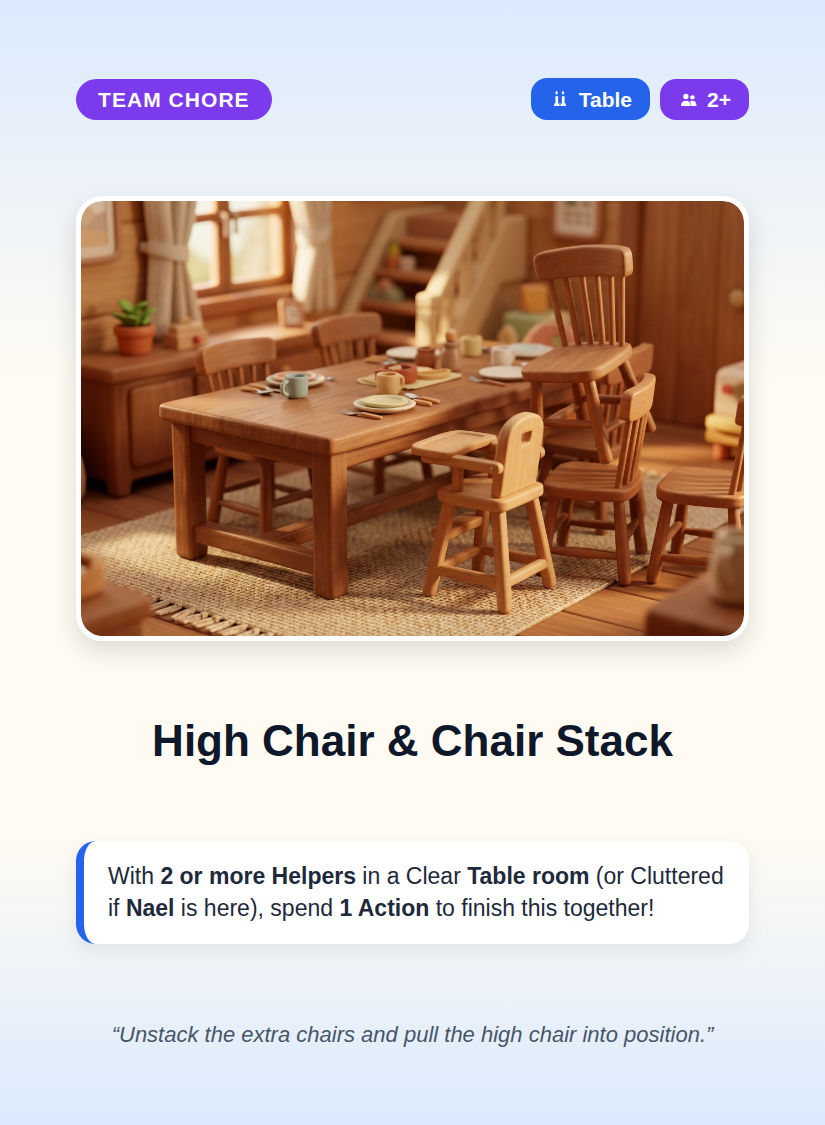 TEAM CHORE
Table
2+
High Chair & Chair Stack
With 2 or more Helpers in a Clear Table room (or Cluttered
if Nael is here), spend 1 Action to finish this together!
“Unstack the extra chairs and pull the high chair into position.”